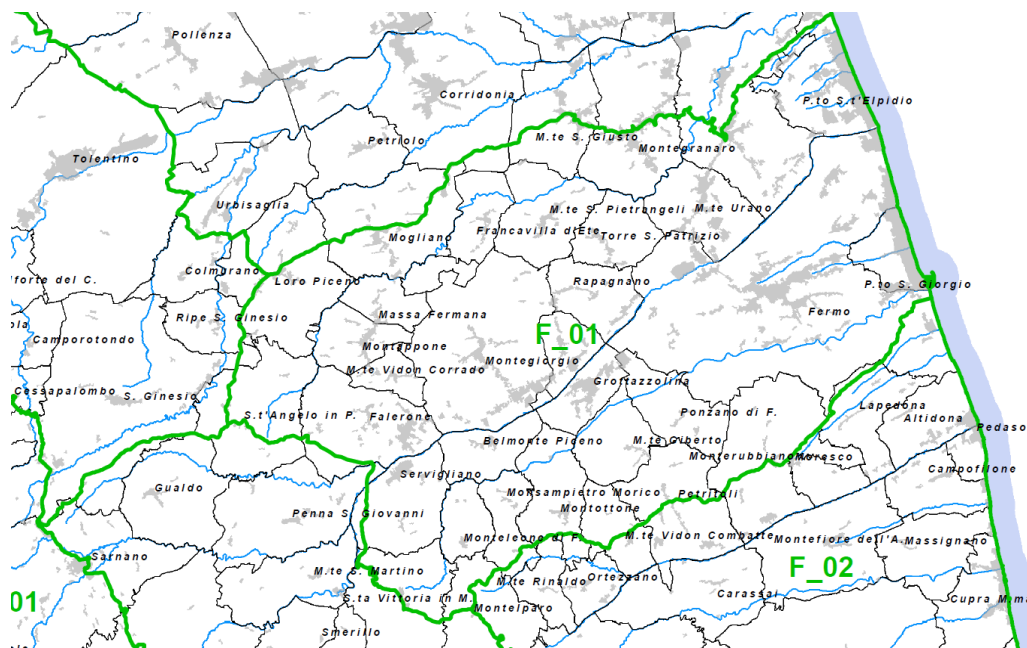 Pollenza
Corridonia
P.to S.t'Elpidio
M.te S. Giusto
Petriolo
Montegranaro
Tolentino
Urbisaglia
M.te S. Pietrangeli
M.te Urano
Francavilla d'Ete
Mogliano
Torre S. Patrizio
Colmurano
lforte del C.
Loro Piceno
Rapagnano
P.to S. Giorgio
Fermo
Massa Fermana
Ripe S. Ginesio
ola
F_01
Camporotondo
Montappone
Montegiorgio
M.te Vidon Corrado
Grottazzolina
Cessapalombo
S. Ginesio
Lapedona
S.t'Angelo in P.
Falerone
Ponzano di F.
Altidona
Pedaso
Belmonte Piceno
M.te Giberto
Monterubbiano
Moresco
Campofilone
Servigliano
Gualdo
Monsampietro Morico
Petritoli
Montottone
Penna S. Giovanni
Monteleone di F.
M.te Vidon Combatte
Montefiore dell'A.
Massignano
Sarnano
M.te S. Martino
M.te Rinaldo
Ortezzano
F_02
Carassai
S.ta Vittoria in M.
Montelparo
Cupra M.ma
01
Smerillo